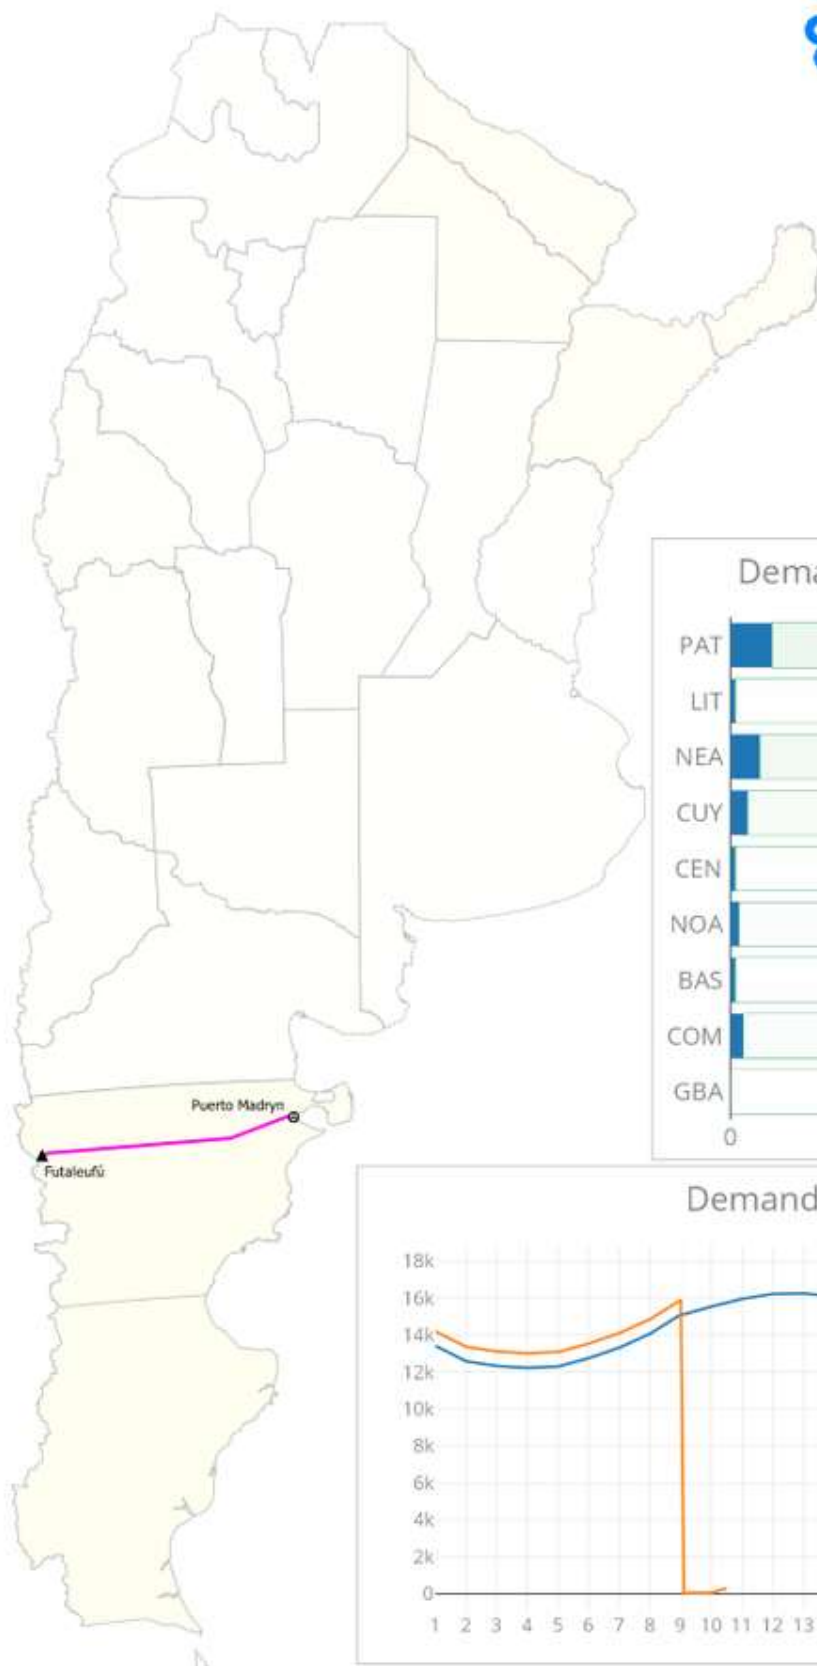 Dema
PAT
LIT
NEA
CUY
CEN
NOA
BAS
COM
GBA
0
Puerto Madryn
Futaleufú
Demand
18k
16k
14k
12k
10k
8k
6k
4k
2k
0
1 2 3 4 5 6 7 8 9 10 11 12 13